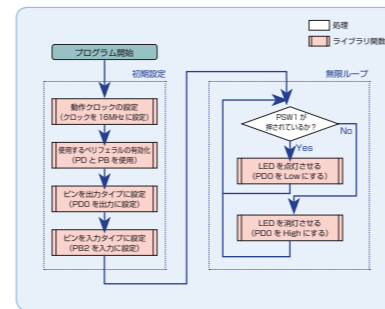 処理
ライブラリ関数
プログラム開始
初期設定
動作クロックの設定
(クロックを16MHzに設定)
使用するペリフェラルの有効化
(PDとPBを使用)
ピンを出力タイプに設定
(PD0を出力に設定)
ピンを入力タイプに設定
(PB2を入力に設定)
無限ループ
PSW1が
押されているか?
No
Yes
LEDを点灯させる
(PD0をLowにする)
LEDを消灯させる
(PD0をHighにする)